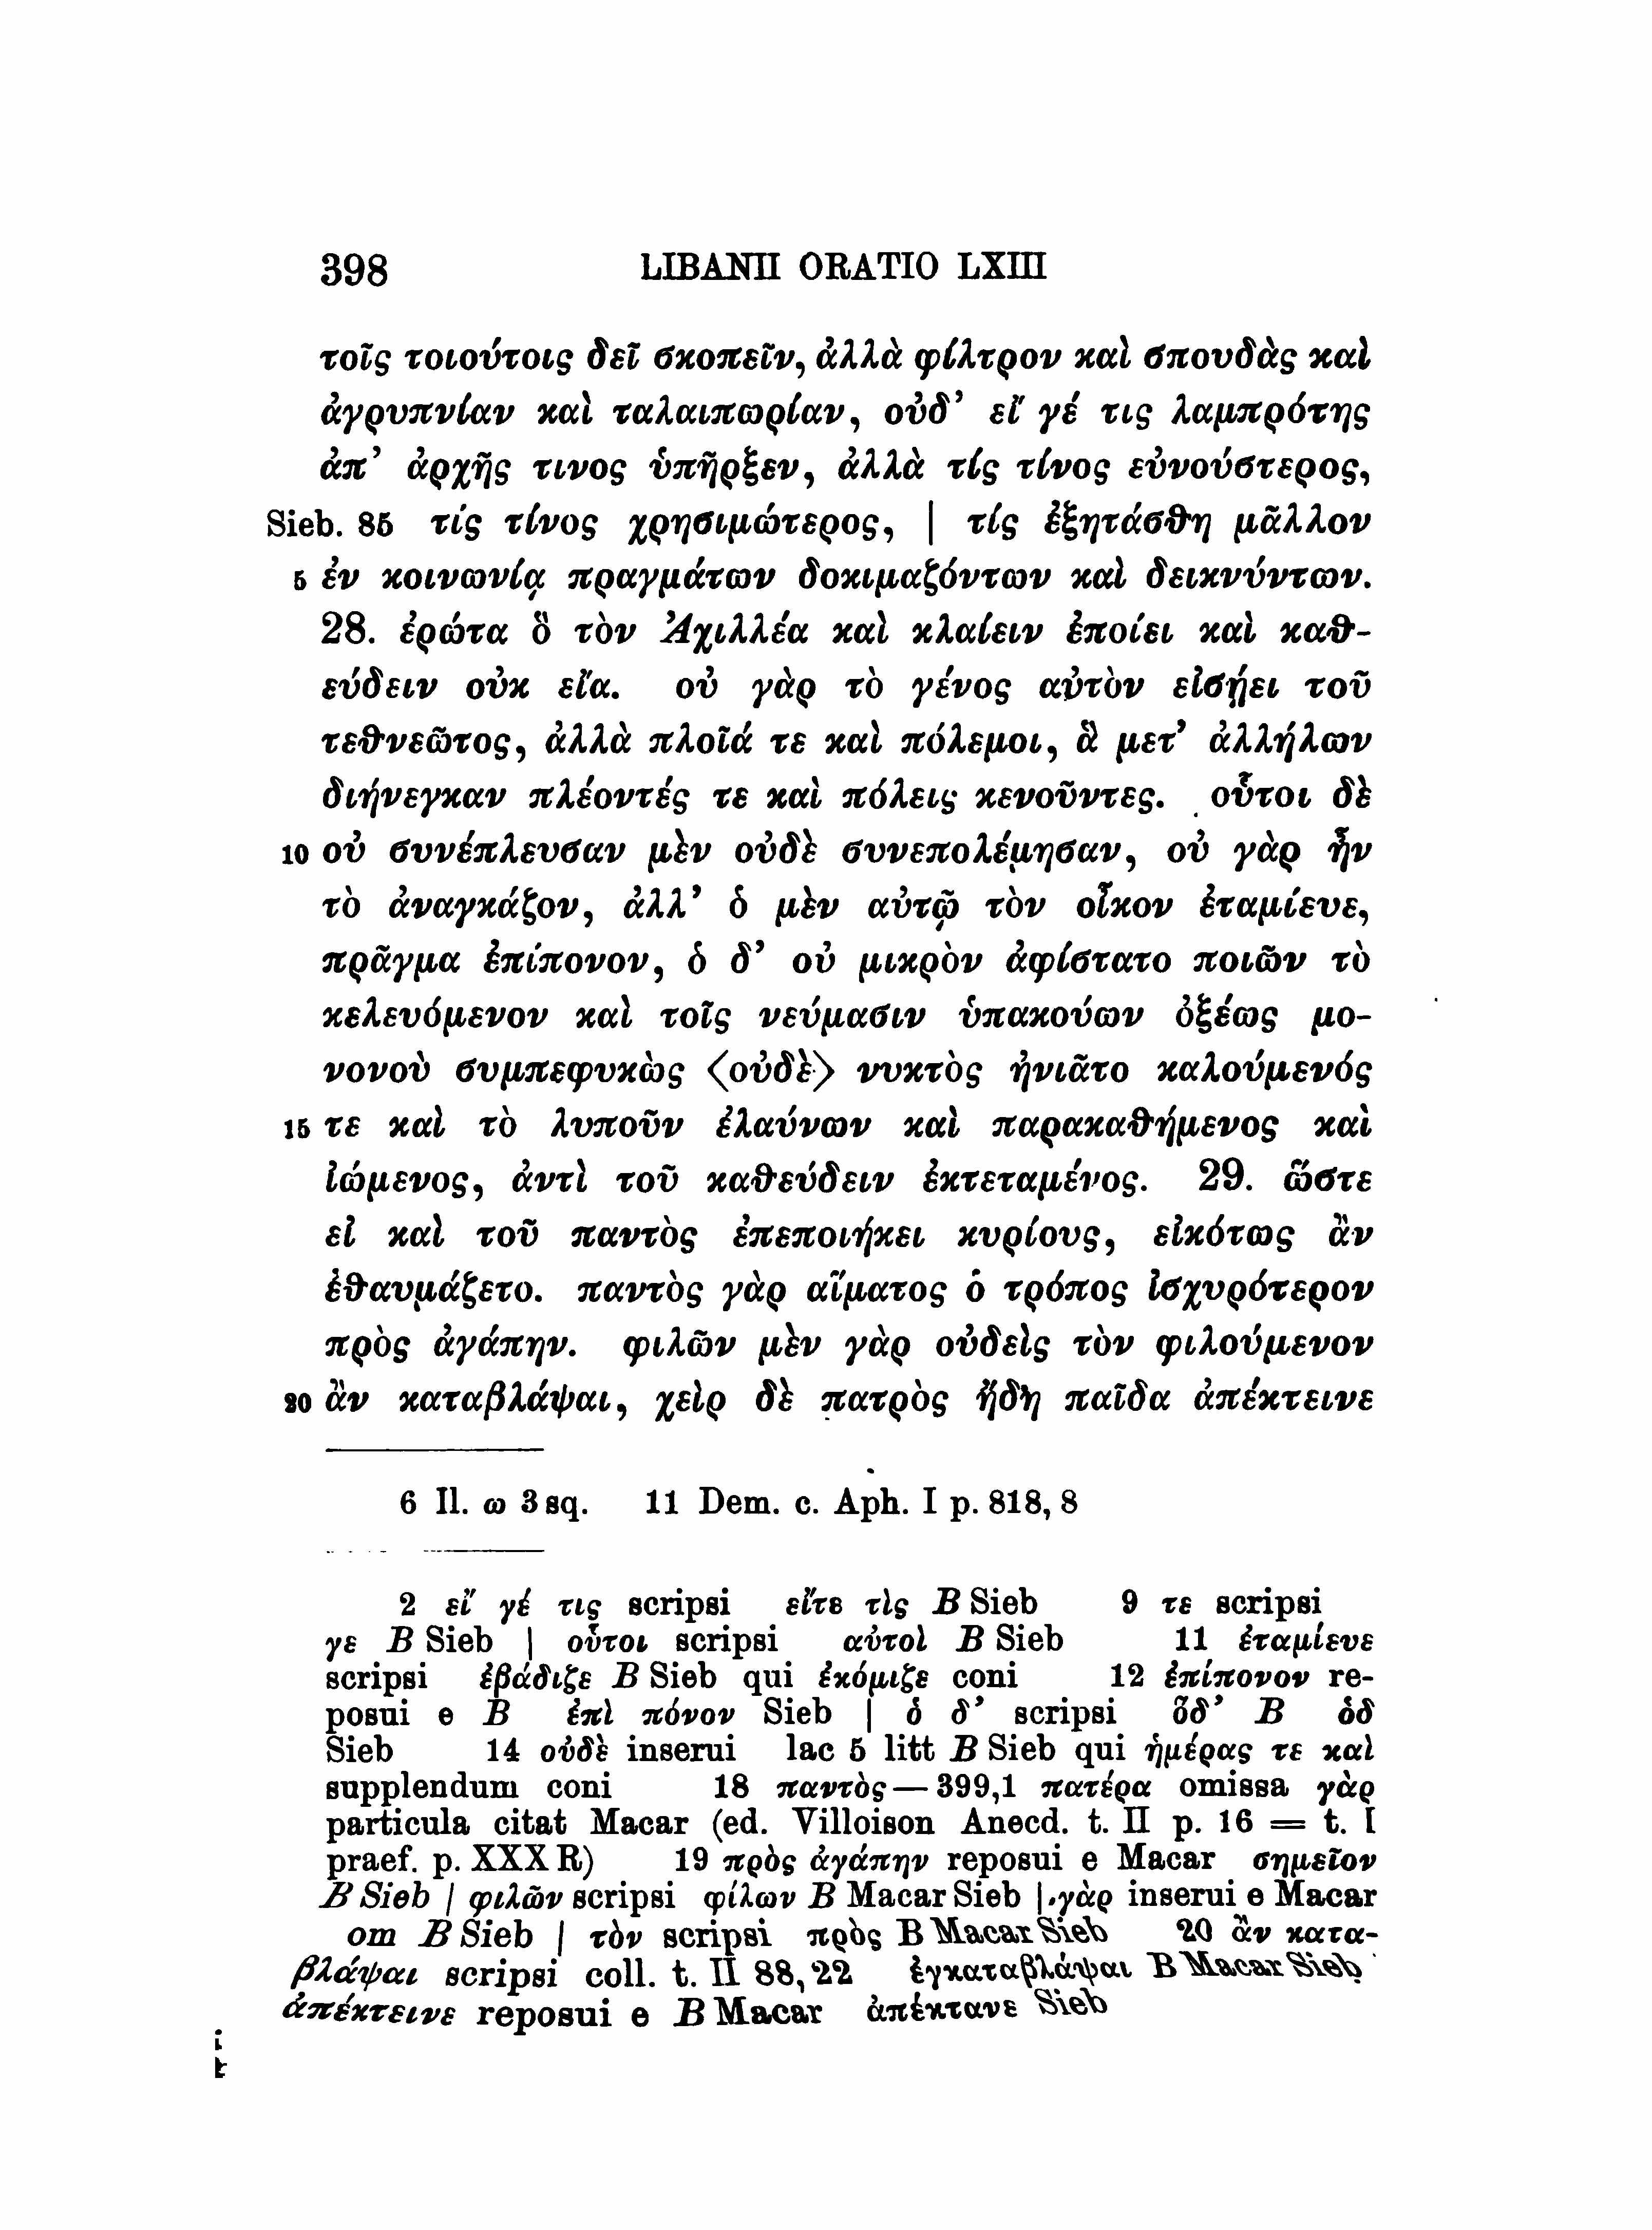 398 LIBANII ORATIO LXIII
τοῖς τοιούτοις δεῖ σκοπεῖν, ἀλλὰ φίλτρον καὶ σπουδὰς καὶ
ἀγρυπνίαν καὶ ταλαιπωρίαν, οὐδ’ εἴ γέ τις λαμπρότης
ἀπ’ ἀρχῆς τινος ὑπῆρξεν, ἀλλὰ τίς τίνος εὐνούστερος,
Sieb. 85 τίς τίνος χρησιμώτερος, | τίς ἐξητάσθη μᾶλλον
5 ἐν κοινωνίᾳ πραγμάτων δοκιμαζόντων καὶ δεικνύντων.
28. ἐρώτα ὃ τὸν Ἀχιλλέα καὶ κλαίειν ἐποίει καὶ καθ-
εύδειν οὐκ εἴα. οὐ γὰρ τὸ γένος αὐτὸν εἰσῄει τοῦ
τεθνεῶτος, ἀλλὰ πλοῖά τε καὶ πόλεμοι, ἃ μετ’ ἀλλήλων
διήνεγκαν πλέοντές τε καὶ πόλεις κενοῦντες. οὗτοι δὲ
10 οὐ συνέπλευσαν μὲν οὐδὲ συνεπολέμησαν, οὐ γὰρ ἦν
τὸ ἀναγκάζον, ἀλλ’ ὁ μὲν αὐτῷ τὸν οἶκον ἐταμίευε,
πρᾶγμα ἐπίπονον, ὁ δ’ οὐ μικρὸν ἀφίστατο ποιῶν τὸ
κελευόμενον καὶ τοῖς νεύμασιν ὑπακούων ὀξέως μο-
νονοὺ συμπεφυκὼς ⟨οὐδὲ⟩ νυκτὸς ἠνιᾶτο καλούμενός
15 τε καὶ τὸ λυποῦν ἐλαύνων καὶ παρακαθήμενος καὶ
ἰώμενος, ἀντὶ τοῦ καθεύδειν ἐκτεταμένος. 29. ὥστε
εἰ καὶ τοῦ παντὸς ἐπεποιήκει κυρίους, εἰκότως ἂν
ἐθαυμάζετο. παντὸς γὰρ αἵματος ὁ τρόπος ἰσχυρότερον
πρὸς ἀγάπην. φιλῶν μὲν γὰρ οὐδεὶς τὸν φιλούμενον
20 ἂν καταβλάψαι, χεὶρ δὲ πατρὸς ἤδη παῖδα ἀπέκτεινε
6 Il. ω 3 sq. 11 Dem. c. Aph. I p. 818, 8
2 εἴ γέ τις scripsi εἴτε τὶς B Sieb 9 τε scripsi
γε B Sieb | οὗτοι scripsi αὐτοὶ B Sieb 11 ἐταμίευε
scripsi ἐβάδιζε B Sieb qui ἐκόμιζε coni 12 ἐπίπονον re-
posui e B ἐπὶ πόνον Sieb | ὁ δ’ scripsi ὅδ’ B ὁδ
Sieb 14 οὐδὲ inserui lac 5 litt B Sieb qui ἡμέρας τε καὶ
supplendum coni 18 παντὸς — 399,1 πατέρα omissa γὰρ
particula citat Macar (ed. Villoison Anecd. t. II p. 16 = t. I
praef. p. XXX R) 19 πρὸς ἀγάπην reposui e Macar σημεῖον
B Sieb | φιλῶν scripsi φίλων B Macar Sieb | γὰρ inserui e Macar
om B Sieb | τὸν scripsi πρὸς B Macar Sieb 20 ἂν κατα-
βλάψαι scripsi coll. t. II 88,22 ἐγκαταβλάψαι B Macar Sieb
ἀπέκτεινε reposui e B Macar ἀπέκτανε Sieb